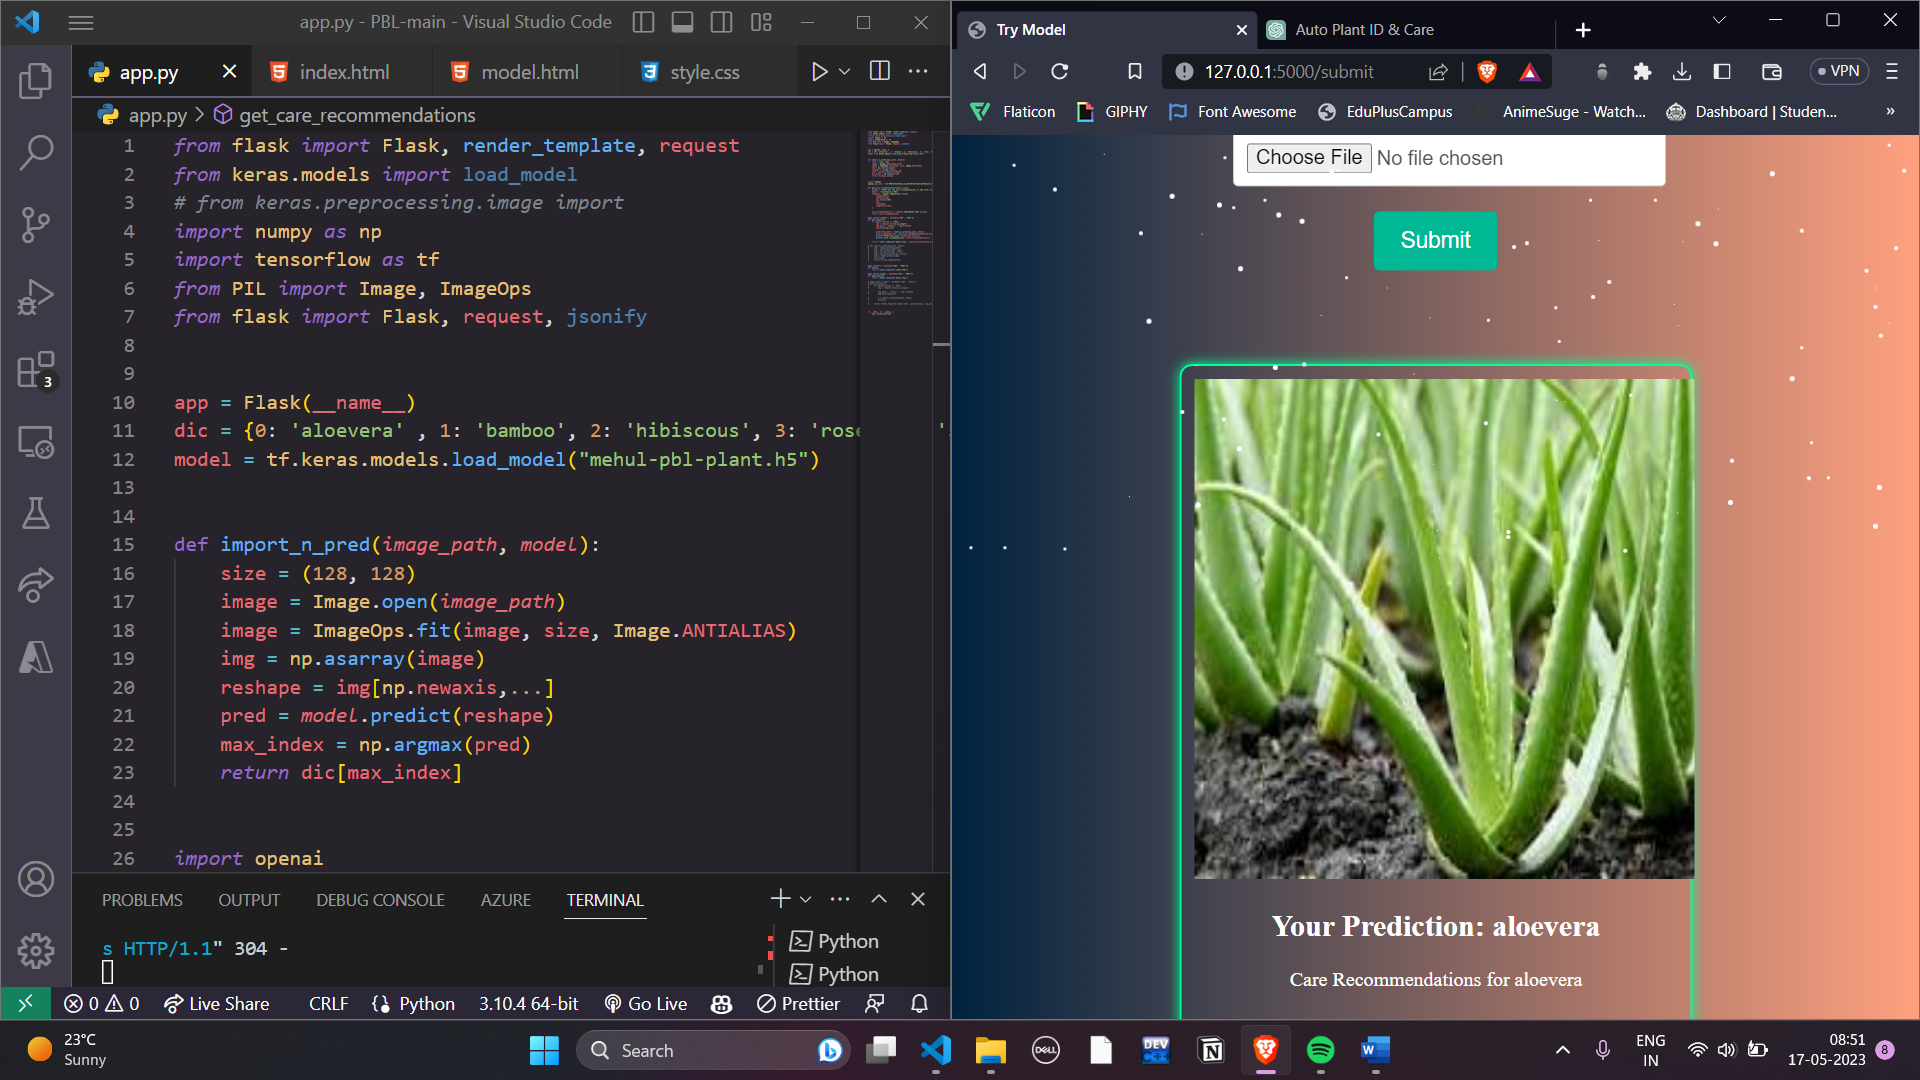 app.py - PBL-main - Visual Studio Code
app.py
index.html
model.html
style.css
app.py > get_care_recommendations
1 from flask import Flask, render_template, request
2 from keras.models import load_model
3 # from keras.preprocessing.image import
4 import numpy as np
5 import tensorflow as tf
6 from PIL import Image, ImageOps
7 from flask import Flask, request, jsonify
8
9
10 app = Flask(__name__)
11 dic = {0: 'aloevera' , 1: 'bamboo', 2: 'hibiscous', 3: 'rose
12 model = tf.keras.models.load_model("mehul-pbl-plant.h5")
13
14
15 def import_n_pred(image_path, model):
16 size = (128, 128)
17 image = Image.open(image_path)
18 image = ImageOps.fit(image, size, Image.ANTIALIAS)
19 img = np.asarray(image)
20 reshape = img[np.newaxis,...]
21 pred = model.predict(reshape)
22 max_index = np.argmax(pred)
23 return dic[max_index]
24
25
26 import openai
3
PROBLEMS OUTPUT DEBUG CONSOLE AZURE TERMINAL
s HTTP/1.1" 304 -
Python
Python
0 0 Live Share CRLF Python 3.10.4 64-bit Go Live Prettier
Try Model
Auto Plant ID & Care
127.0.0.1:5000/submit
VPN
Flaticon GIPHY Font Awesome EduPlusCampus AnimeSuge - Watch... Dashboard | Studen... »
Choose File No file chosen
Submit
Your Prediction: aloevera
Care Recommendations for aloevera
23°C
Sunny
Search
DELL
DEV
ENG
IN
08:51
17-05-2023
8